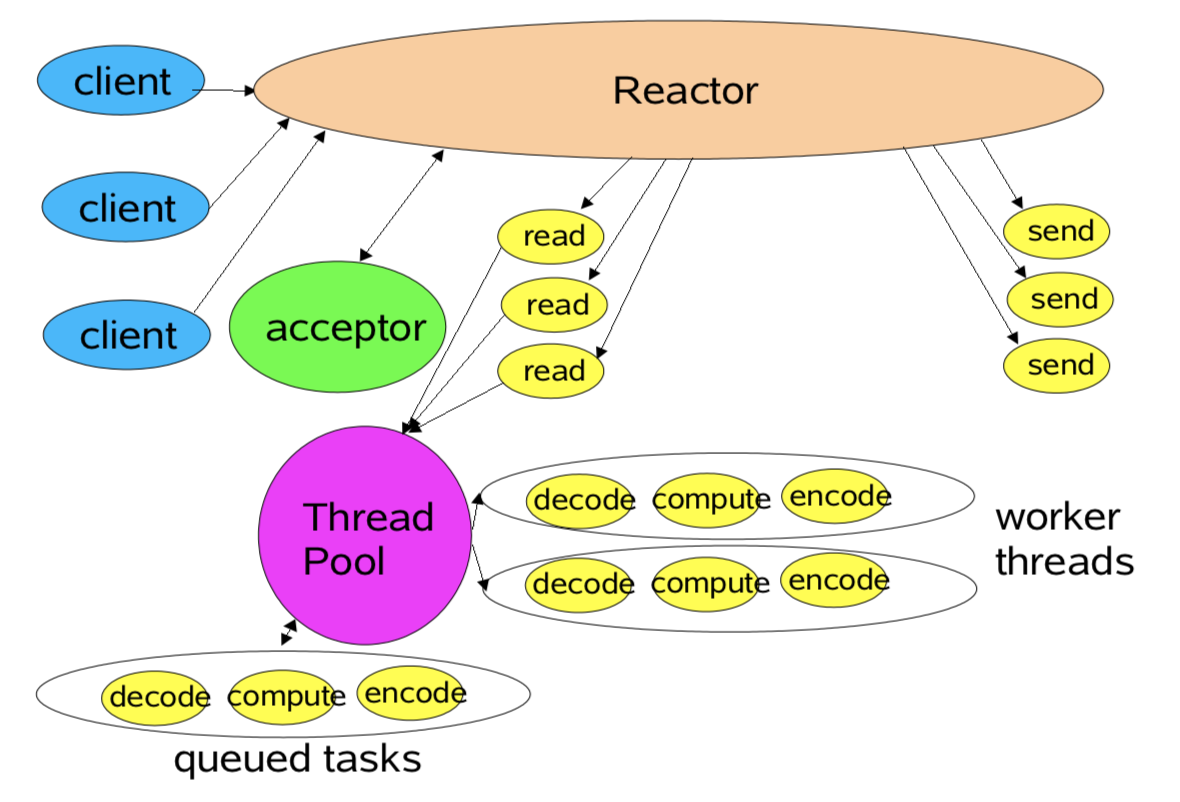 client
Reactor
client
client
acceptor
read
read
read
send
send
send
Thread
Pool
decode compute encode
decode compute encode
worker
threads
decode compute encode
queued tasks